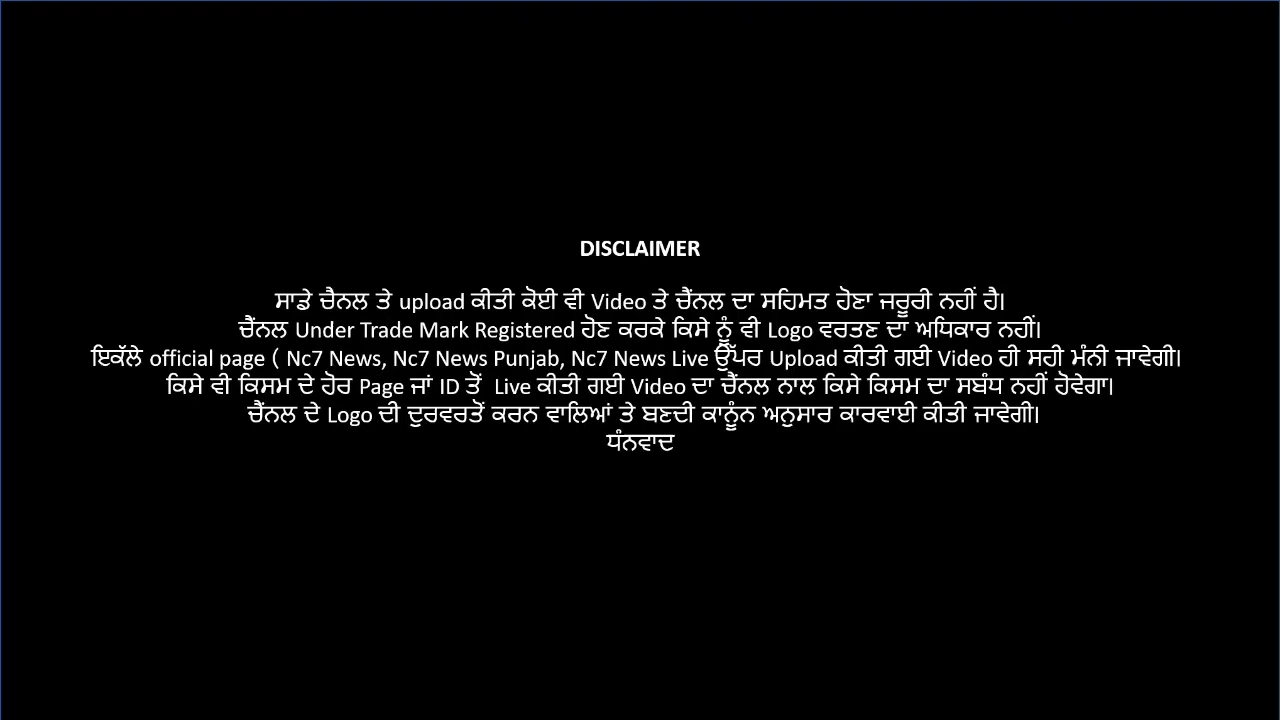 DISCLAIMER
ਸਾਡੇ ਚੈਨਲ ਤੇ upload ਕੀਤੀ ਕੋਈ ਵੀ Video ਤੇ ਚੈਂਨਲ ਦਾ ਸਹਿਮਤ ਹੋਣਾ ਜਰੂਰੀ ਨਹੀਂ ਹੈ।
ਚੈਂਨਲ Under Trade Mark Registered ਹੋਣ ਕਰਕੇ ਕਿਸੇ ਨੂੰ ਵੀ Logo ਵਰਤਣ ਦਾ ਅਧਿਕਾਰ ਨਹੀਂ।
ਇਕੱਲੇ official page ( Nc7 News, Nc7 News Punjab, Nc7 News Live ਉੱਪਰ Upload ਕੀਤੀ ਗਈ Video ਹੀ ਸਹੀ ਮੰਨੀ ਜਾਵੇਗੀ।
ਕਿਸੇ ਵੀ ਕਿਸਮ ਦੇ ਹੋਰ Page ਜਾਂ ID ਤੋਂ Live ਕੀਤੀ ਗਈ Video ਦਾ ਚੈਂਨਲ ਨਾਲ ਕਿਸੇ ਕਿਸਮ ਦਾ ਸਬੰਧ ਨਹੀਂ ਹੋਵੇਗਾ।
ਚੈਂਨਲ ਦੇ Logo ਦੀ ਦੁਰਵਰਤੋਂ ਕਰਨ ਵਾਲਿਆਂ ਤੇ ਬਣਦੀ ਕਾਨੂੰਨ ਅਨੁਸਾਰ ਕਾਰਵਾਈ ਕੀਤੀ ਜਾਵੇਗੀ।
ਧੰਨਵਾਦ